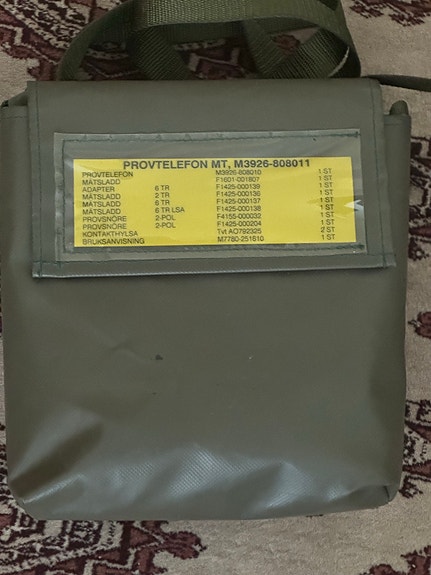 PROVTELEFON MT, M3926-808011
PROVTELEFON M3926-808010 1 ST
MÄTSLADD F1601-001807 1 ST
ADAPTER 6 TR F1425-000139 1 ST
MÄTSLADD 2 TR F1425-000136 1 ST
MÄTSLADD 6 TR F1425-000137 1 ST
MÄTSLADD 6 TR LSA F1425-000138 1 ST
PROVSNÖRE 2-POL F4155-000032 1 ST
PROVSNÖRE 2-POL F1425-000204 1 ST
KONTAKTHYLSA Tvt AO792325 2 ST
BRUKSANVISNING M7780-251610 1 ST